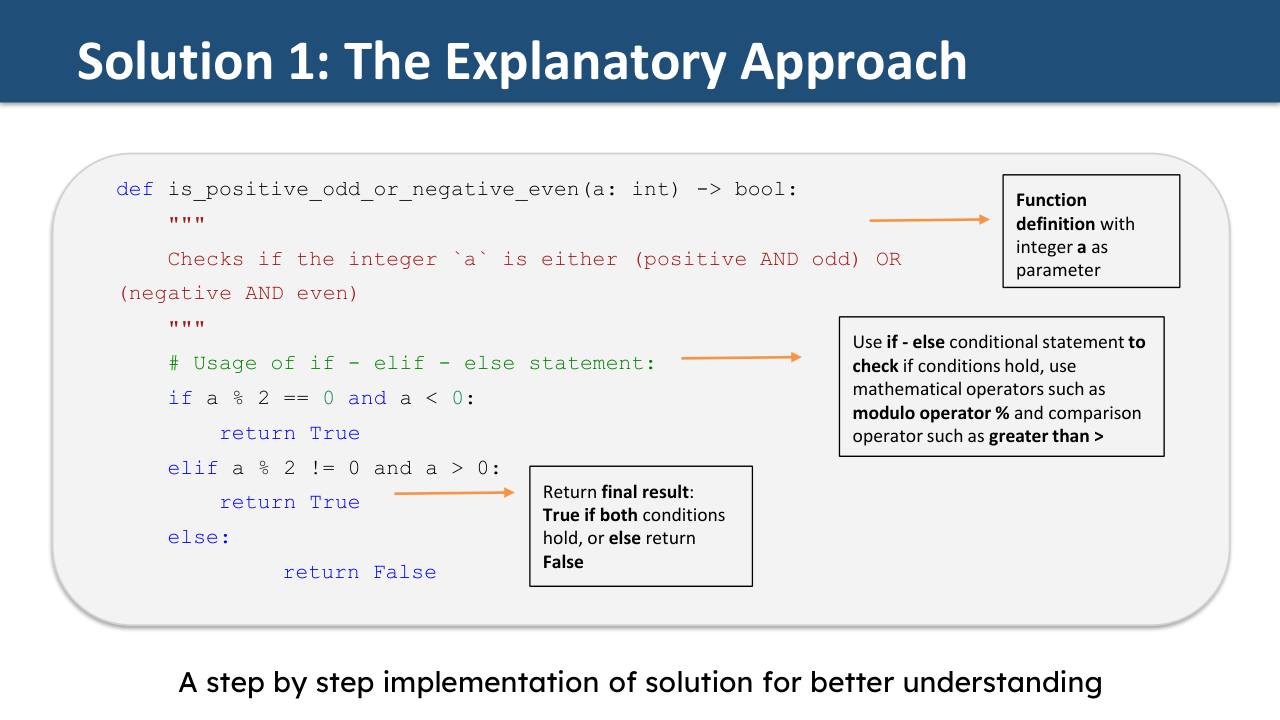 Solution 1: The Explanatory Approach
def is_positive_odd_or_negative_even(a: int) -> bool:
"""
Checks if the integer `a` is either (positive AND odd) OR
(negative AND even)
"""
# Usage of if - elif - else statement:
if a % 2 == 0 and a < 0:
return True
elif a % 2 != 0 and a > 0:
return True
else:
return False
Function
definition with
integer a as
parameter
Use if - else conditional statement to
check if conditions hold, use
mathematical operators such as
modulo operator % and comparison
operator such as greater than >
Return final result:
True if both conditions
hold, or else return
False
A step by step implementation of solution for better understanding